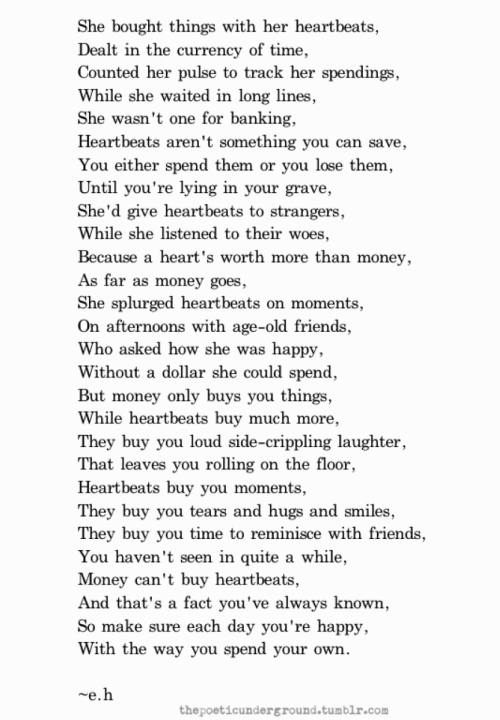 She bought things with her heartbeats,
Dealt in the currency of time,
Counted her pulse to track her spendings,
While she waited in long lines,
She wasn't one for banking,
Heartbeats aren't something you can save,
You either spend them or you lose them,
Until you're lying in your grave,
She'd give heartbeats to strangers,
While she listened to their woes,
Because a heart's worth more than money,
As far as money goes,
She splurged heartbeats on moments,
On afternoons with age-old friends,
Who asked how she was happy,
Without a dollar she could spend,
But money only buys you things,
While heartbeats buy much more,
They buy you loud side-crippling laughter,
That leaves you rolling on the floor,
Heartbeats buy you moments,
They buy you tears and hugs and smiles,
They buy you time to reminisce with friends,
You haven't seen in quite a while,
Money can't buy heartbeats,
And that's a fact you've always known,
So make sure each day you're happy,
With the way you spend your own.
~e.h
thepoeticunderground.tumblr.com